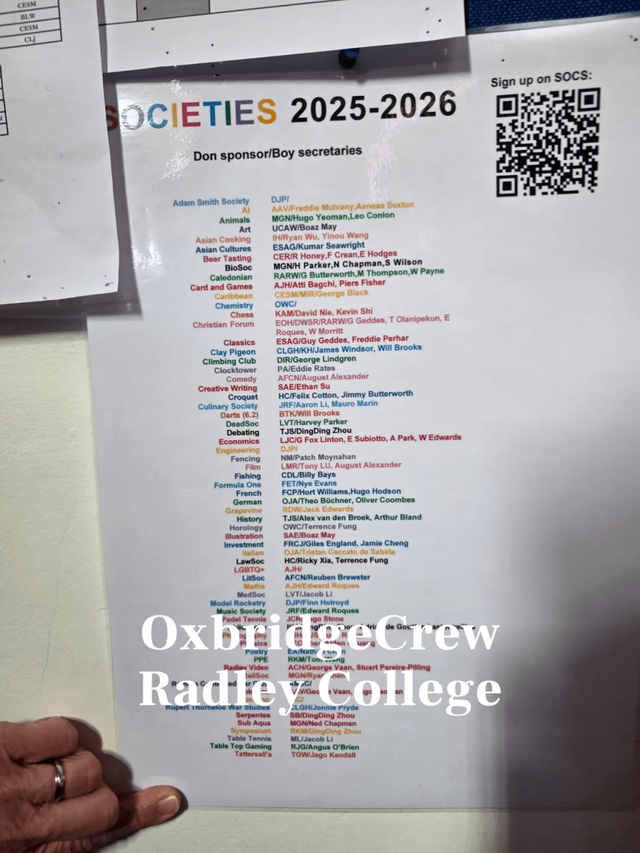 CESM
BLW
CESM
CLJ
SOCIETIES 2025-2026
Sign up on SOCS:
Don sponsor/Boy secretaries
Adam Smith Society DJP/
AI AAV/Freddie Mulvany,Aeneas Sexton
Animals MGN/Hugo Yeoman,Leo Conlon
Art UCAW/Boaz May
Asian Cooking IH/Ryan Wu, Yinou Wang
Asian Cultures ESAG/Kumar Seawright
Beer Tasting CER/R Honey,F Crean,E Hodges
BioSoc MGN/H Parker,N Chapman,S Wilson
Caledonian RARW/G Butterworth,M Thompson,W Payne
Card and Games AJH/Atti Bagchi, Piers Fisher
Caribbean CESM/MIR/George Black
Chemistry OWC/
Chess KAM/David Nie, Kevin Shi
Christian Forum EOH/DWSR/RARW/G Geddes, T Olanipekun, E
Roques, W Morritt
Classics ESAG/Guy Geddes, Freddie Perhar
Clay Pigeon CLGH/KH/James Windsor, Will Brooks
Climbing Club DIR/George Lindgren
Clocktower PA/Eddie Rates
Comedy AFCN/August Alexander
Creative Writing SAE/Ethan Su
Croquet HC/Felix Cotton, Jimmy Butterworth
Culinary Society JRF/Aaron Li, Mauro Marin
Darts (6.2) BTK/Will Brooks
DeadSoc LVT/Harvey Parker
Debating TJS/DingDing Zhou
Economics LJC/G Fox Linton, E Subiotto, A Park, W Edwards
Engineering DJP/
Fencing NM/Patch Moynahan
Film LMR/Tony LU, August Alexander
Fishing CDL/Billy Bays
Formula One FET/Nye Evans
French FCP/Hort Williams,Hugo Hodson
German OJA/Theo Büchner, Oliver Coombes
Grapevine RDW/Jack Edwards
History TJS/Alex van den Broek, Arthur Bland
Horology OWC/Terrence Fung
Illustration SAE/Boaz May
Investment FRCJ/Giles England, Jamie Cheng
Italian OJA/Tristan Ceccato de Sabata
LawSoc HC/Ricky Xia, Terrence Fung
LGBTQ+ AJH/
LitSoc AFCN/Reuben Brewster
Maths AJH/Edward Roques
MedSoc LVT/Jacob Li
Model Rocketry DJP/Finn Holroyd
Music Society JRF/Edward Roques
Padel Tennis Stone
OxbridgeCrew
Poetry
PPE RKM/Tom
Radley Video ACH/George Vaan, Stuart Pereire-Pilling
Radley College
Rupert Thorneloe War Studies CLGH/Jonnie Pryde
Serpentes SB/DingDing Zhou
Sub Aqua MGN/Ned Chapman
Symposium RKM/DingDing Zhou
Table Tennis ML/Jacob Li
Table Top Gaming RJG/Angus O'Brien
Tattersall's TGW/Jago Kendall